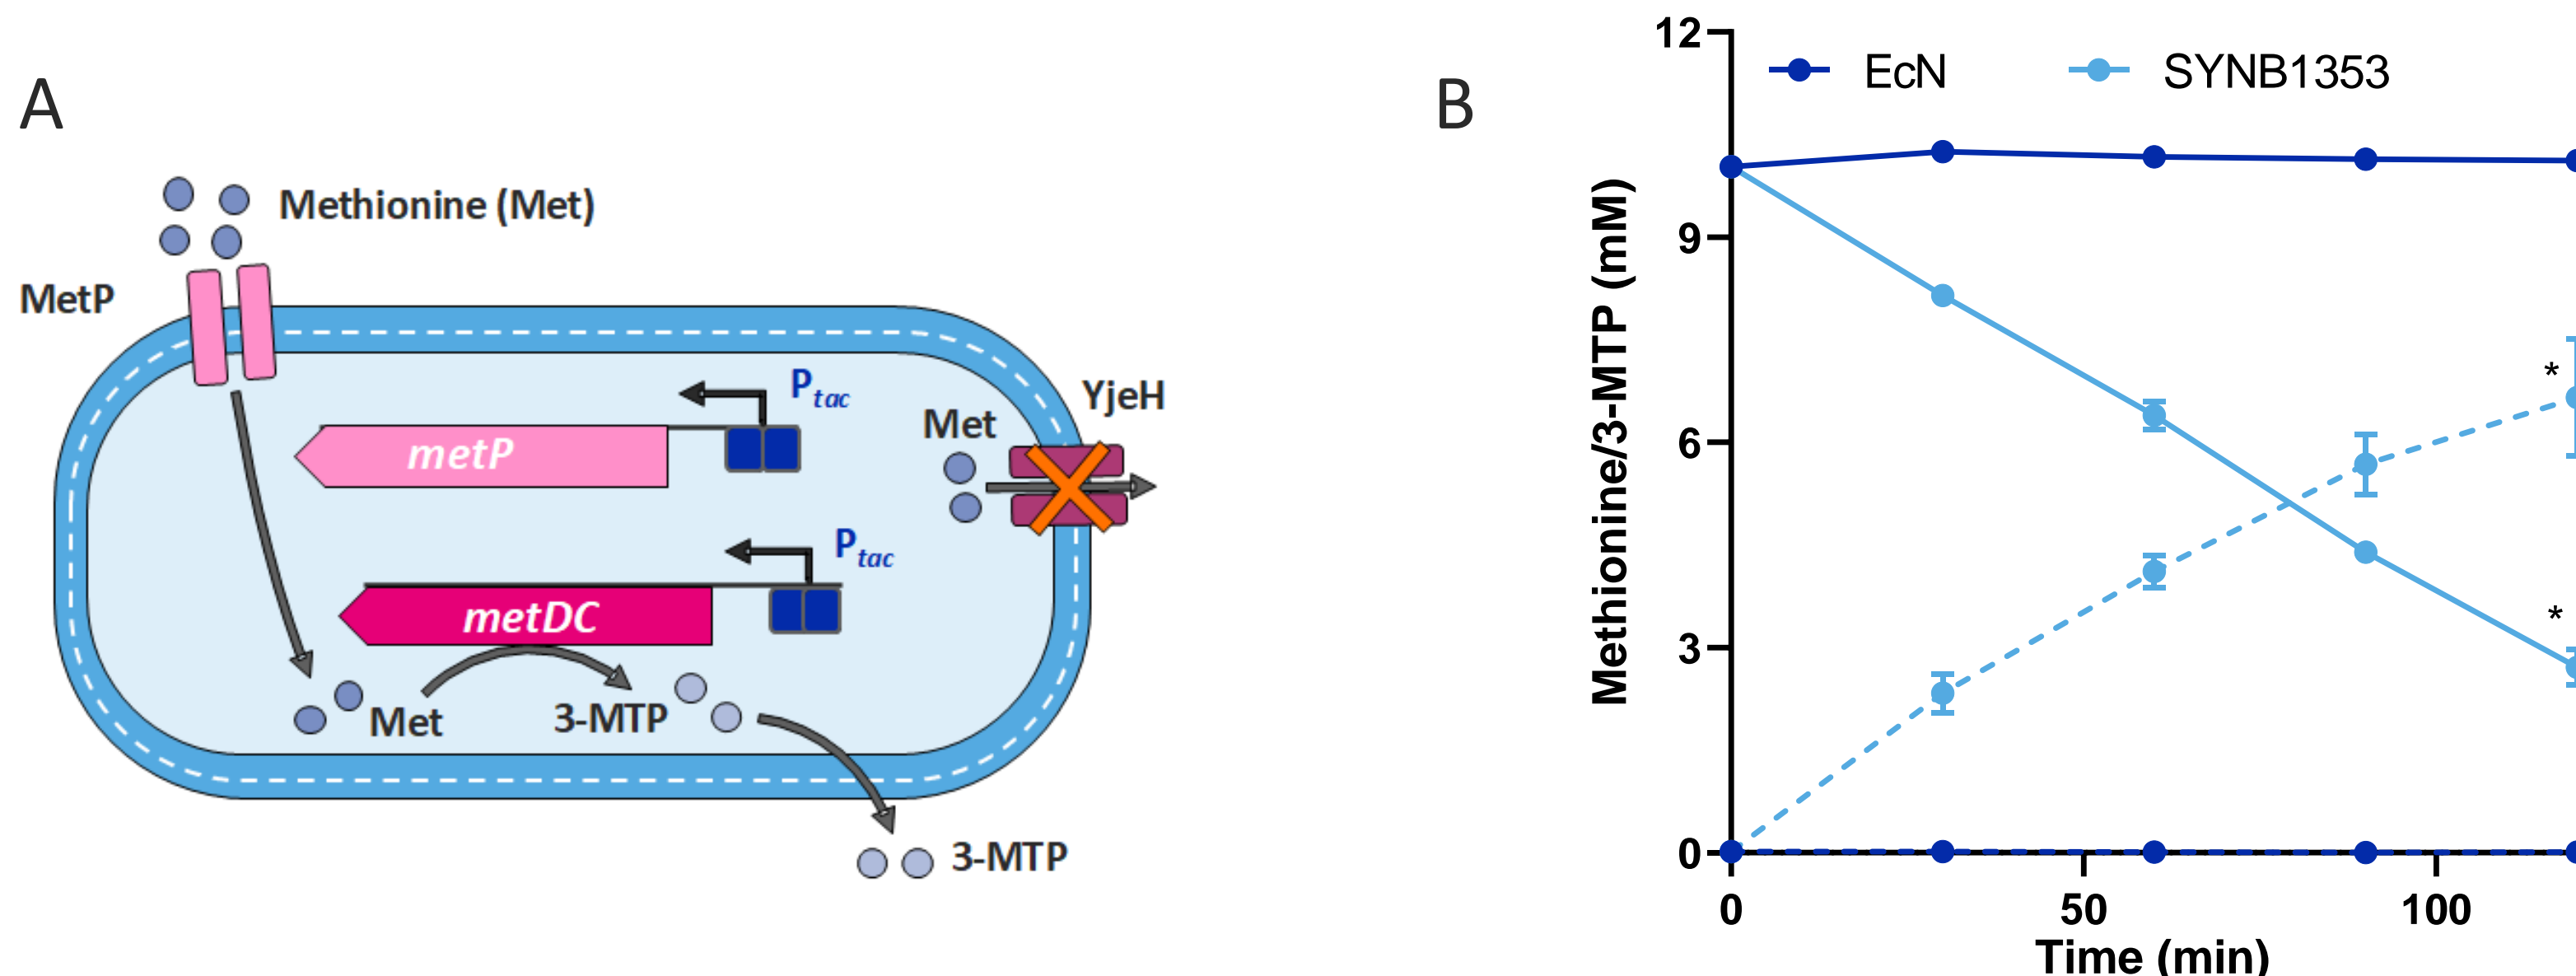 A
Methionine (Met)
MetP
Ptac
metP
Met
YjeH
Ptac
metDC
Met
3-MTP
3-MTP
B
EcN
SYNB1353
Methionine/3-MTP (mM)
12
9
6
3
0
*
*
0
50
100
Time (min)